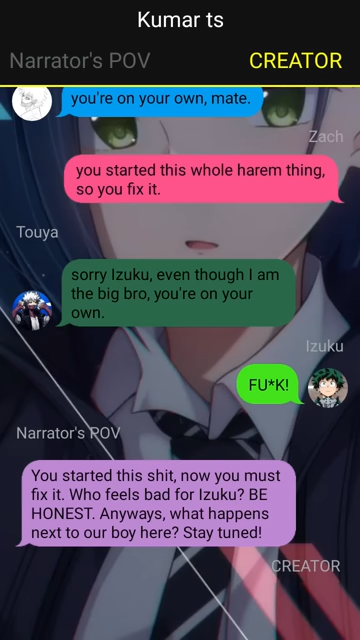 Kumar ts
Narrator's POV
CREATOR
you're on your own, mate.
Zach
you started this whole harem thing,
so you fix it.
Touya
sorry Izuku, even though I am
the big bro, you're on your
own.
Izuku
FU*K!
Narrator's POV
You started this shit, now you must
fix it. Who feels bad for Izuku? BE
HONEST. Anyways, what happens
next to our boy here? Stay tuned!
CREATOR